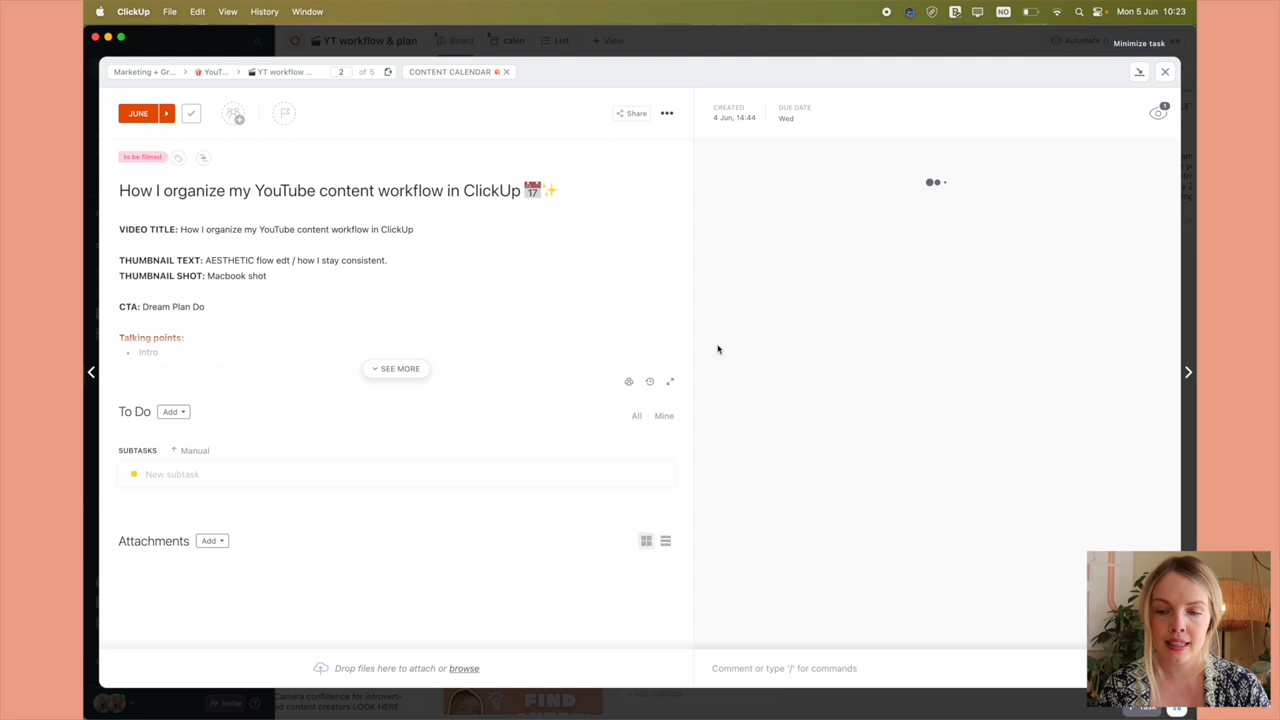 ClickUp File Edit View History Window NO Mon 5 Jun 10:23
YT workflow & plan Board calen List + View Automate
Minimize task
Marketing + Gr... > YouT... > YT workflow ... 2 of 5 CONTENT CALENDAR
JUNE Share ••• CREATED 4 Jun, 14:44 DUE DATE Wed 1
to be filmed
How I organize my YouTube content workflow in ClickUp
VIDEO TITLE: How I organize my YouTube content workflow in ClickUp
THUMBNAIL TEXT: AESTHETIC flow edt / how I stay consistent.
THUMBNAIL SHOT: Macbook shot
CTA: Dream Plan Do
Talking points:
• Intro
SEE MORE
To Do Add All Mine
SUBTASKS Manual
New subtask
Attachments Add
Drop files here to attach or browse Comment or type '/' for commands
Invite
Camera confidence for introvert-
ed content creators LOOK HERE.
FIND
+ ADD SUBTASK
Task